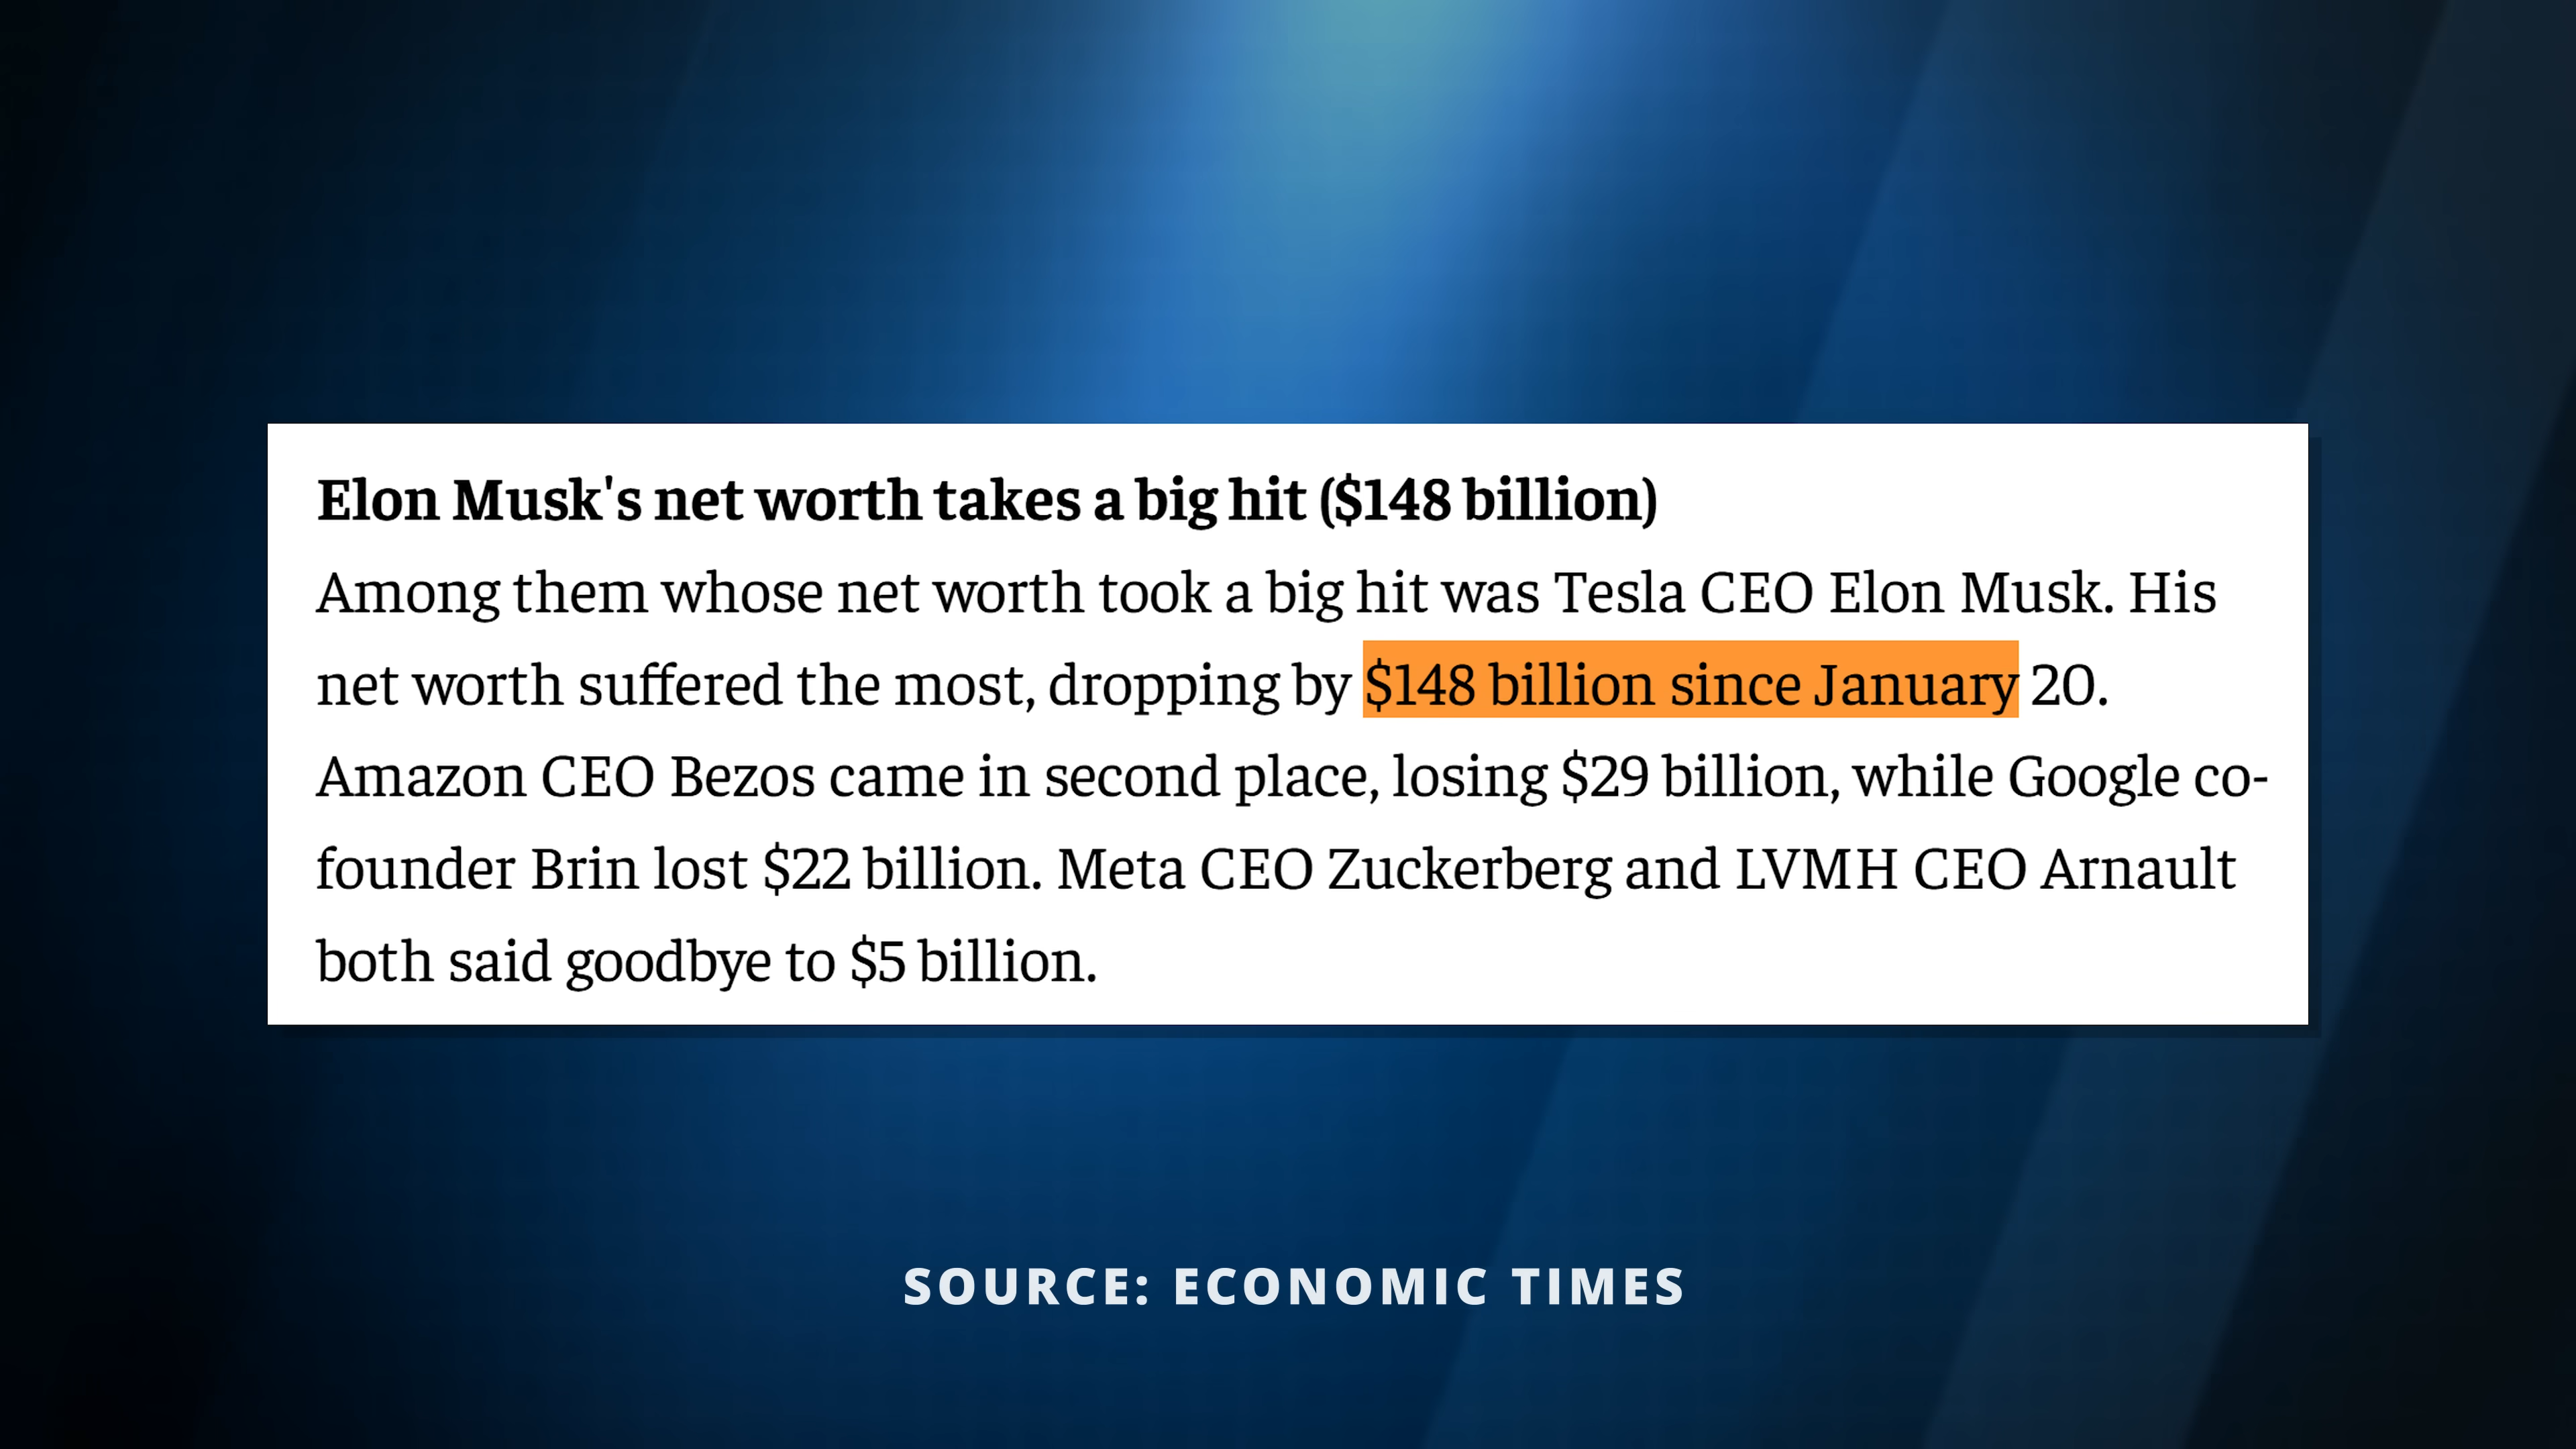 Elon Musk's net worth takes a big hit ($148 billion)
Among them whose net worth took a big hit was Tesla CEO Elon Musk. His
net worth suffered the most, dropping by $148 billion since January 20.
Amazon CEO Bezos came in second place, losing $29 billion, while Google co-
founder Brin lost $22 billion. Meta CEO Zuckerberg and LVMH CEO Arnault
both said goodbye to $5 billion.
SOURCE: ECONOMIC TIMES